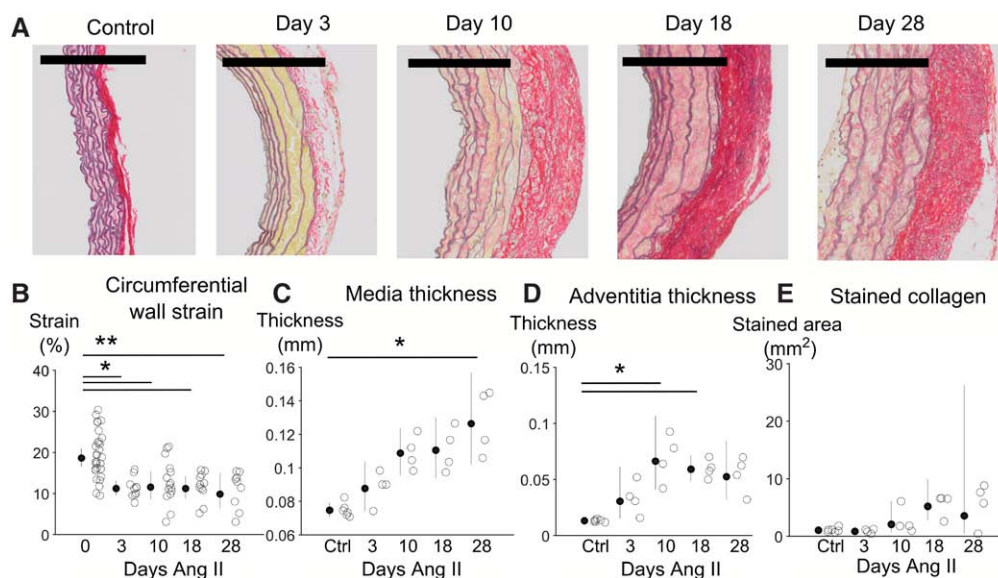 A
Control
Day 3
Day 10
Day 18
Day 28
B
Circumferential
wall strain
Strain
(%)
**
*
40
30
20
10
0
0
3
10
18
28
Days Ang II
C
Media thickness
Thickness
(mm)
*
0.16
0.14
0.12
0.1
0.08
0.06
Ctrl
3
10
18
28
Days Ang II
D
Adventitia thickness
Thickness
(mm)
*
0.15
0.1
0.05
0
Ctrl
3
10
18
28
Days Ang II
E
Stained collagen
Stained area
(mm²)
30
20
10
0
Ctrl
3
10
18
28
Days Ang II